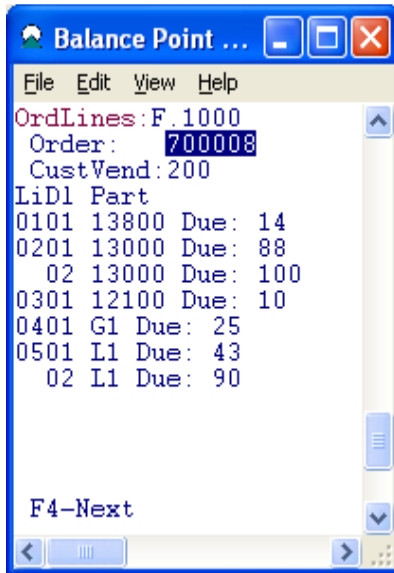 Balance Point ...
File Edit View Help
OrdLines:F.1000
Order: 700008
CustVend:200
LiDl Part
0101 13800 Due: 14
0201 13000 Due: 88
02 13000 Due: 100
0301 12100 Due: 10
0401 G1 Due: 25
0501 L1 Due: 43
02 L1 Due: 90
F4-Next